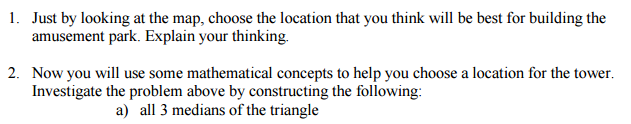 1. Just by looking at the map, choose the location that you think will be best for building the
amusement park. Explain your thinking.
2. Now you will use some mathematical concepts to help you choose a location for the tower.
Investigate the problem above by constructing the following:
a) all 3 medians of the triangle